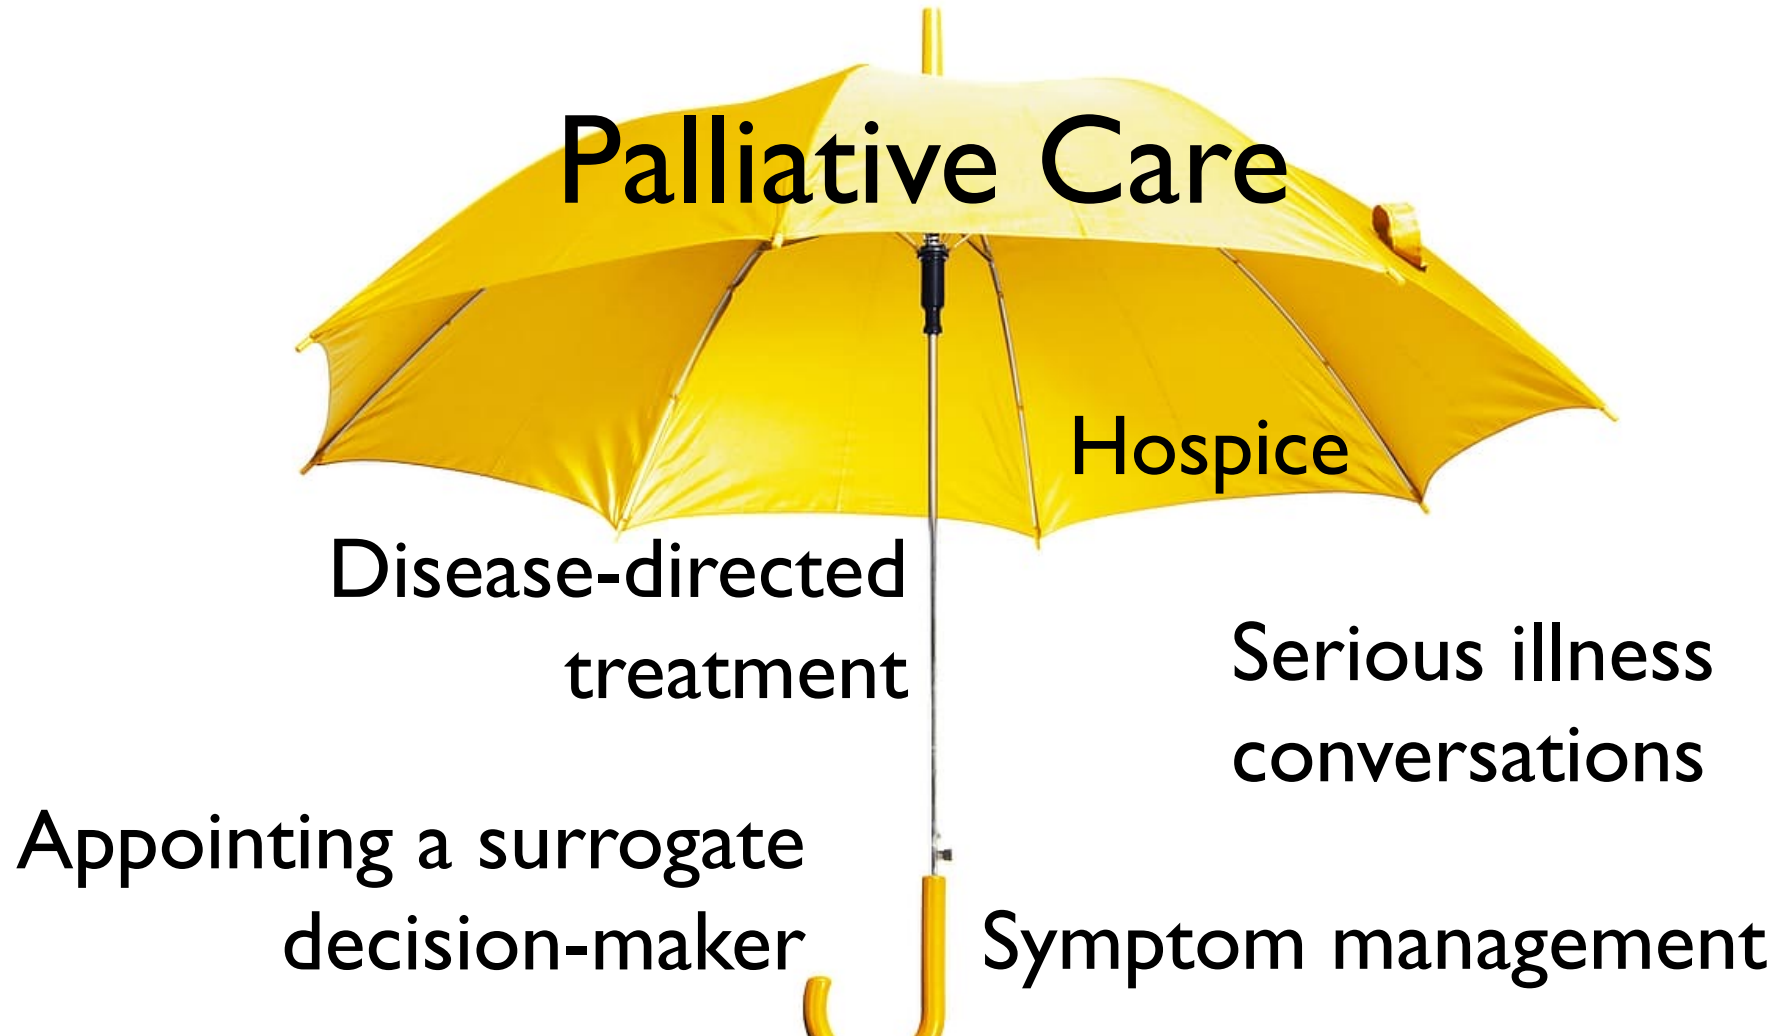 Palliative Care
Hospice
Disease-directed
treatment
Serious illness
conversations
Appointing a surrogate
decision-maker
Symptom management